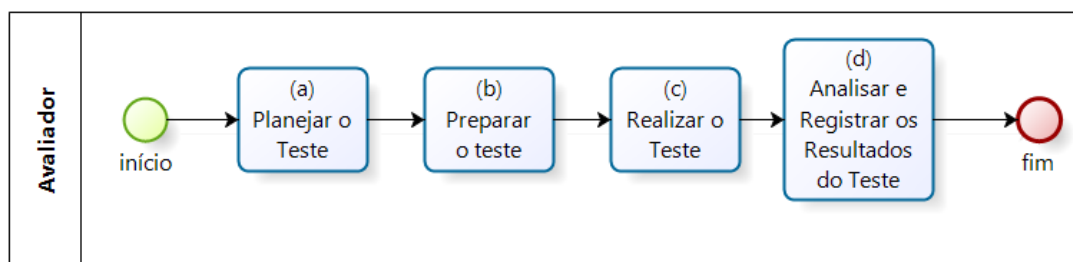 Avaliador
início
(a)
Planejar o
Teste
(b)
Preparar
o teste
(c)
Realizar o
Teste
(d)
Analisar e
Registrar os
Resultados
do Teste
fim